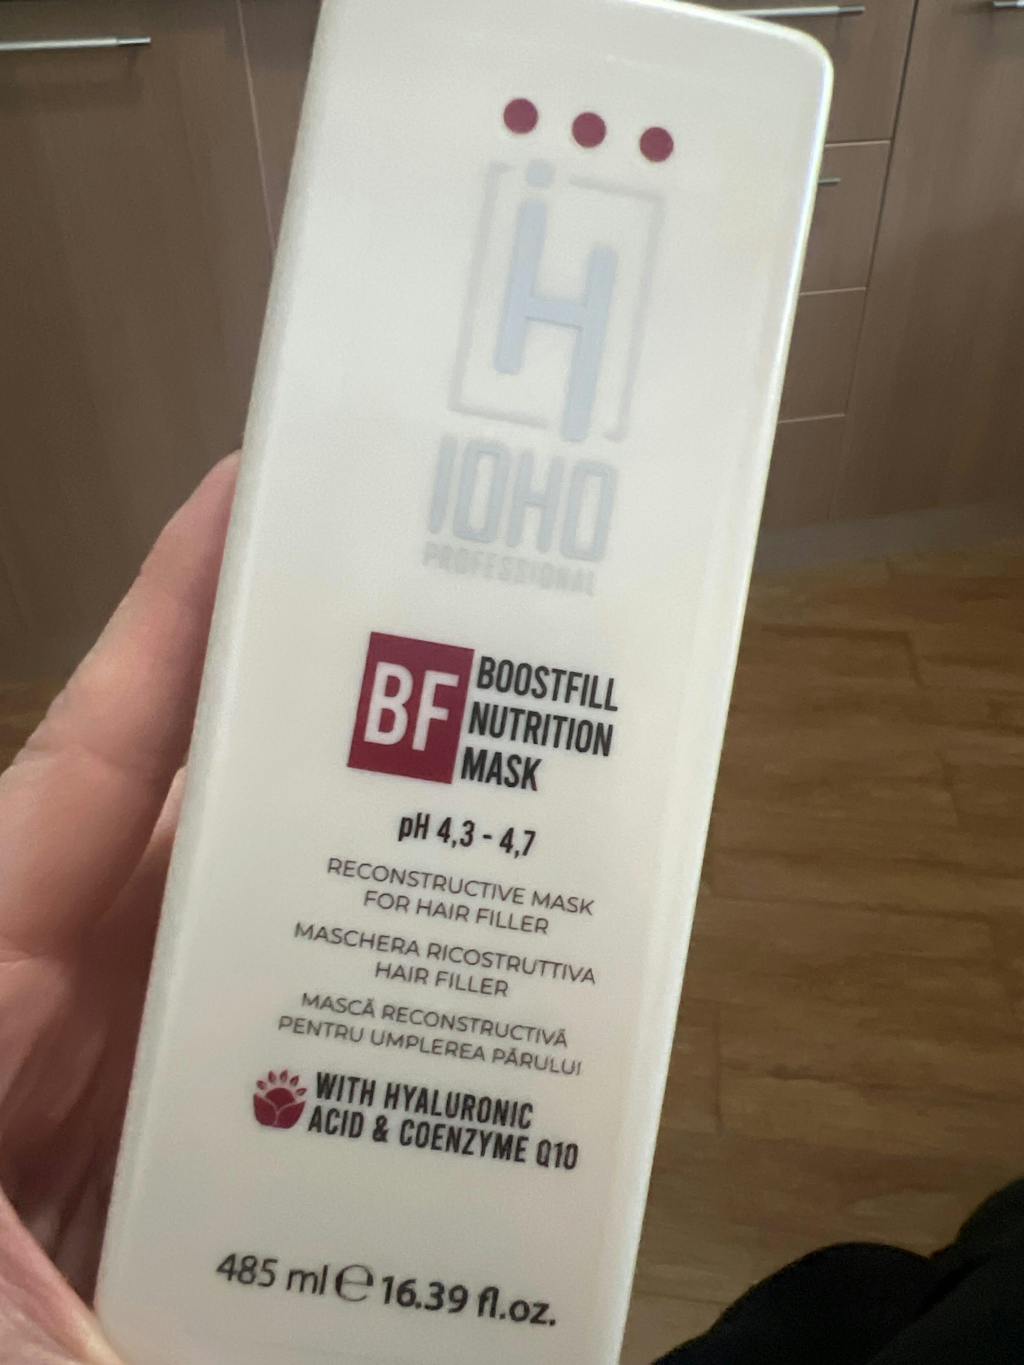 iH
IOHO
PROFESSIONAL
BF
BOOSTFILL
NUTRITION
MASK
pH 4,3 - 4,7
RECONSTRUCTIVE MASK
FOR HAIR FILLER
MASCHERA RICOSTRUTTIVA
HAIR FILLER
MASCĂ RECONSTRUCTIVĂ
PENTRU UMPLEREA PĂRULUI
WITH HYALURONIC
ACID & COENZYME Q10
485 ml ℮ 16.39 fl.oz.